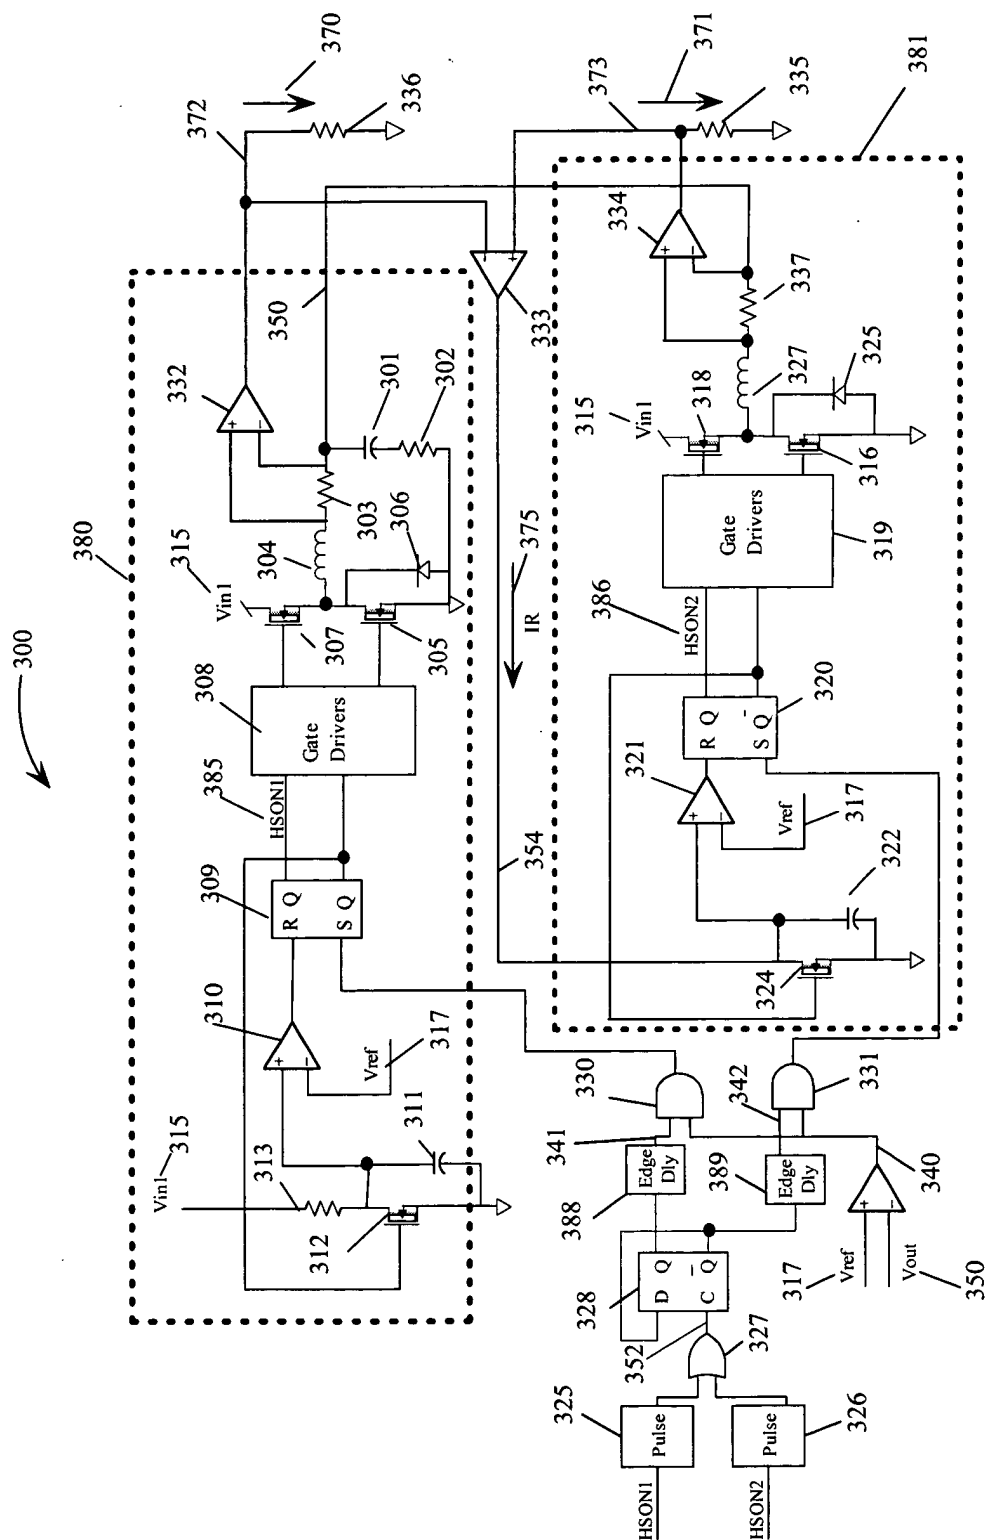 300
380
315
Vin1
313
312
311
310
Vref
317
309
R Q
S Q
385
HSON1
308
Gate
Drivers
315
Vin1
307
305
304
306
303
301
302
332
+
−
350
372
370
336
333
+
354
375
IR
373
371
335
381
334
+
−
337
327
325
315
Vin1
318
316
Gate
Drivers
319
386
HSON2
R Q
S Q
320
321
+
−
Vref
317
322
324
HSON1
HSON2
325
Pulse
Pulse
326
352
327
328
D Q
C Q
388
Edge
Dly
341
330
389
Edge
Dly
342
331
340
+
−
317
Vref
Vout
350